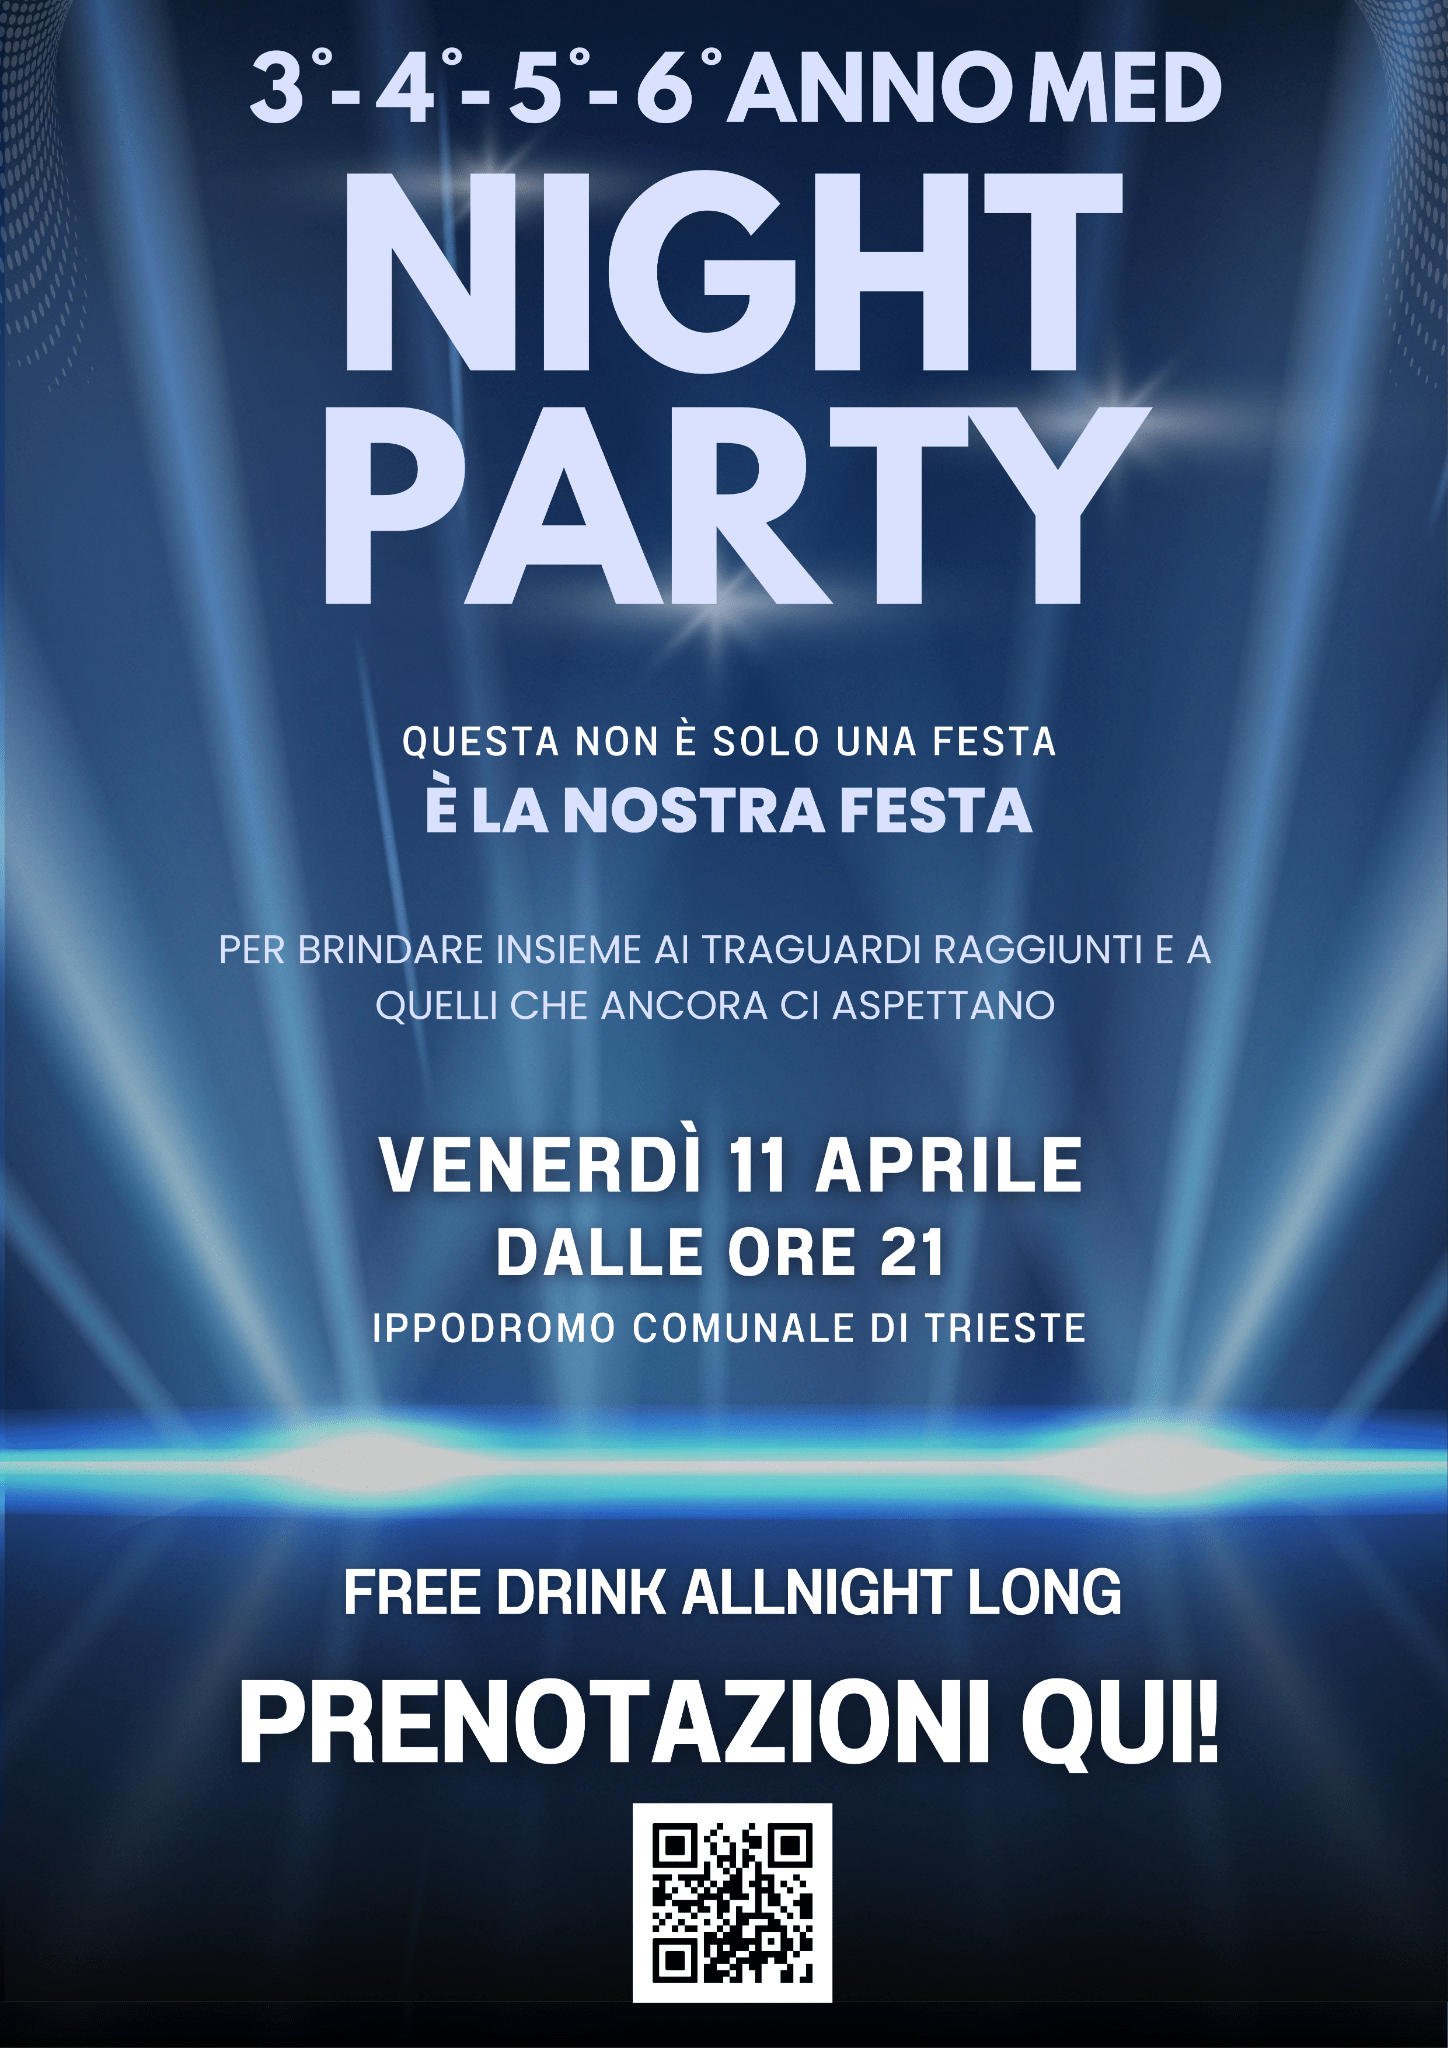 3°-4°-5°-6° ANNO MED
NIGHT
PARTY
QUESTA NON È SOLO UNA FESTA
È LA NOSTRA FESTA
PER BRINDARE INSIEME AI TRAGUARDI RAGGIUNTI E A
QUELLI CHE ANCORA CI ASPETTANO
VENERDÌ 11 APRILE
DALLE ORE 21
IPPODROMO COMUNALE DI TRIESTE
FREE DRINK ALLNIGHT LONG
PRENOTAZIONI QUI!